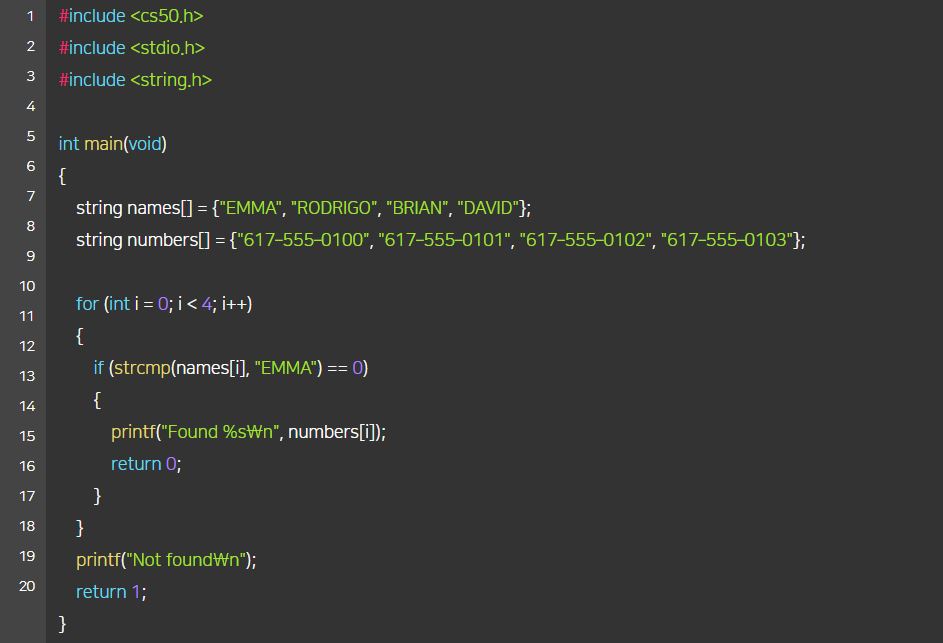 1 #include <cs50.h>
2 #include <stdio.h>
3 #include <string.h>
4
5 int main(void)
6 {
7 string names[] = {"EMMA", "RODRIGO", "BRIAN", "DAVID"};
8 string numbers[] = {"617-555-0100", "617-555-0101", "617-555-0102", "617-555-0103"};
9
10 for (int i = 0; i < 4; i++)
11 {
12 if (strcmp(names[i], "EMMA") == 0)
13 {
14 printf("Found %s₩n", numbers[i]);
15 return 0;
16 }
17 }
18 printf("Not found₩n");
19 return 1;
20 }